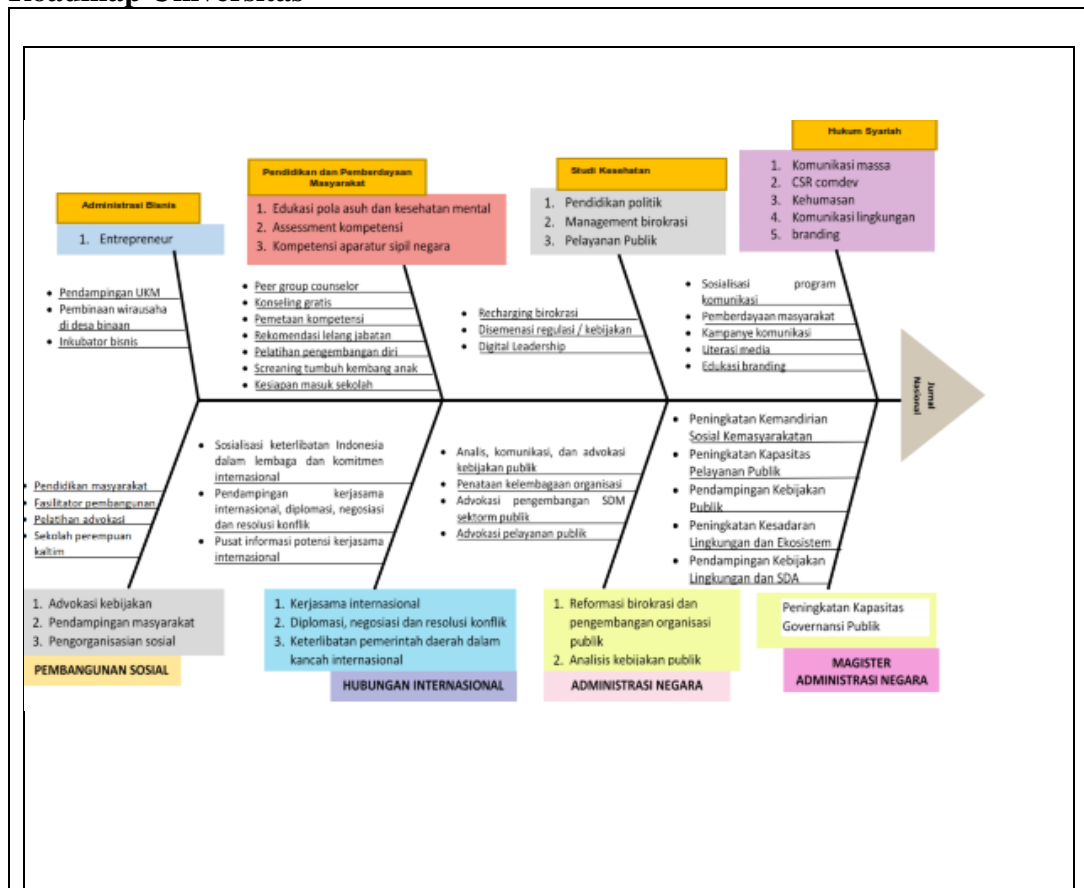 Roadmap Universitas
Hukum Syariah
1. Komunikasi massa
2. CSR comdev
3. Kehumasan
4. Komunikasi lingkungan
5. branding
Pendidikan dan Pemberdayaan
Masyarakat
1. Edukasi pola asuh dan kesehatan mental
2. Assessment kompetensi
3. Kompetensi aparatur sipil negara
Studi Kesehatan
1. Pendidikan politik
2. Management birokrasi
3. Pelayanan Publik
Administrasi Bisnis
1. Entrepreneur
• Pendampingan UKM
• Pembinaan wirausaha
di desa binaan
• Inkubator bisnis
• Peer group counselor
• Konseling gratis
• Pemetaan kompetensi
• Rekomendasi lelang jabatan
• Pelatihan pengembangan diri
• Screaning tumbuh kembang anak
• Kesiapan masuk sekolah
• Recharging birokrasi
• Disemenasi regulasi / kebijakan
• Digital Leadership
• Sosialisasi program
komunikasi
• Pemberdayaan masyarakat
• Kampanye komunikasi
• Literasi media
• Edukasi branding
Jurnal
Nasional
• Pendidikan masyarakat
• Fasilitator pembangunan
• Pelatihan advokasi
• Sekolah perempuan
kaltim
• Sosialisasi keterlibatan Indonesia
dalam lembaga dan komitmen
internasional
• Pendampingan kerjasama
internasional, diplomasi, negosiasi
dan resolusi konflik
• Pusat informasi potensi kerjasama
internasional
• Analis, komunikasi, dan advokasi
kebijakan publik
• Penataan kelembagaan organisasi
• Advokasi pengembangan SDM
sektorm publik
• Advokasi pelayanan publik
• Peningkatan Kemandirian
Sosial Kemasyarakatan
• Peningkatan Kapasitas
Pelayanan Publik
• Pendampingan Kebijakan
Publik
• Peningkatan Kesadaran
Lingkungan dan Ekosistem
• Pendampingan Kebijakan
Lingkungan dan SDA
1. Advokasi kebijakan
2. Pendampingan masyarakat
3. Pengorganisasian sosial
PEMBANGUNAN SOSIAL
1. Kerjasama internasional
2. Diplomasi, negosiasi dan resolusi konflik
3. Keterlibatan pemerintah daerah dalam
kancah internasional
HUBUNGAN INTERNASIONAL
1. Reformasi birokrasi dan
pengembangan organisasi
publik
2. Analisis kebijakan publik
ADMINISTRASI NEGARA
Peningkatan Kapasitas
Governansi Publik
MAGISTER
ADMINISTRASI NEGARA